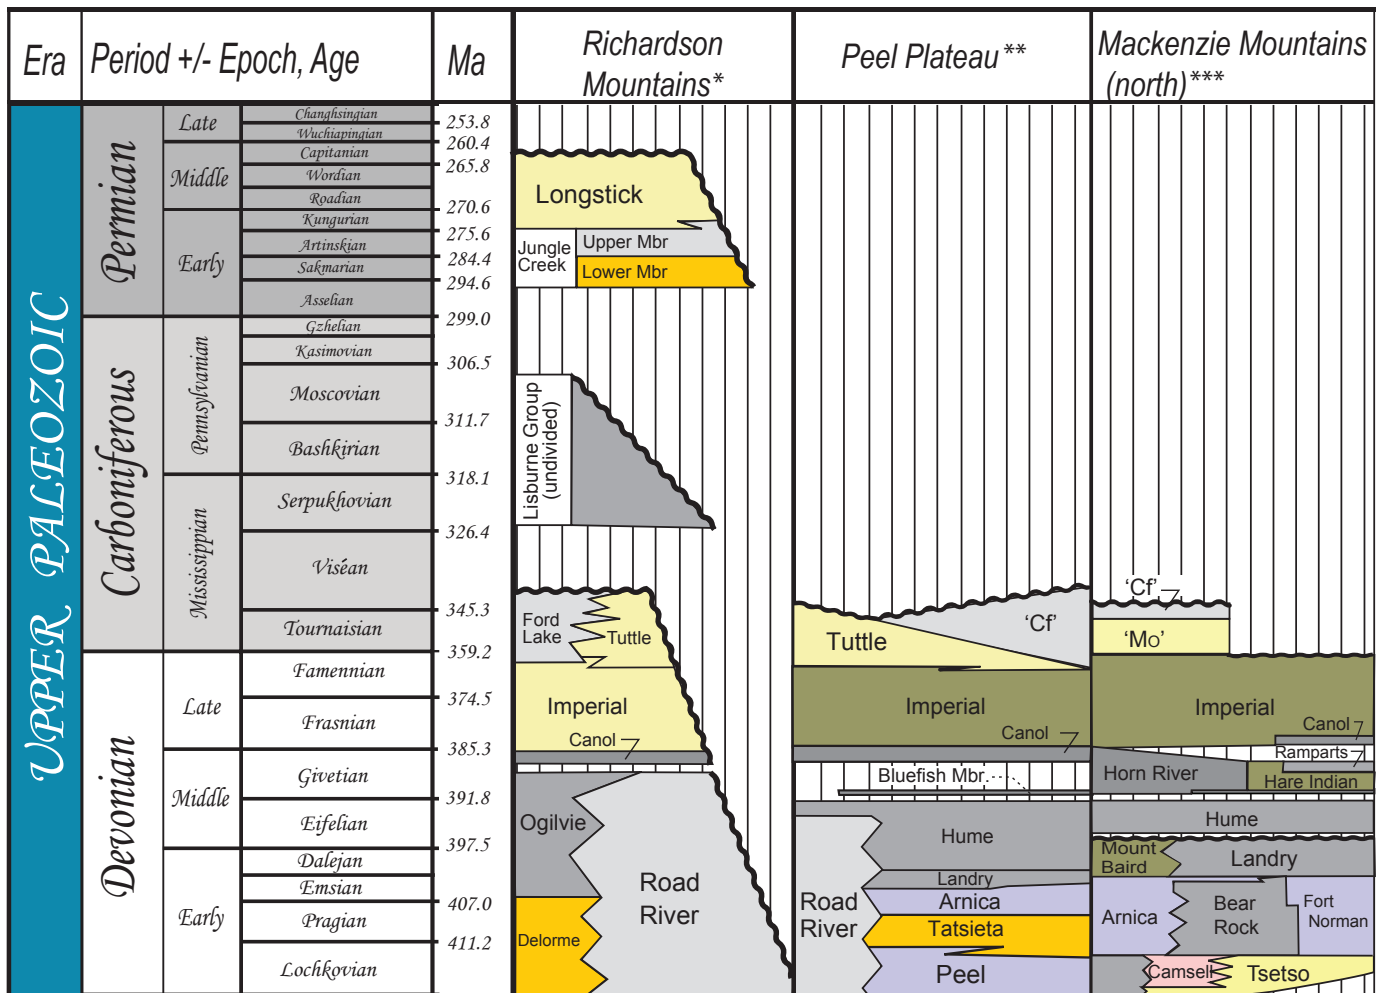 Era
Period +/- Epoch, Age
Ma
Richardson
Mountains*
Peel Plateau**
Mackenzie Mountains
(north)***
UPPER PALEOZOIC
Permian
Late
Changhsingian
253.8
Wuchiapingian
260.4
Middle
Capitanian
265.8
Wordian
Roadian
270.6
Early
Kungurian
275.6
Artinskian
284.4
Sakmarian
294.6
Asselian
299.0
Carboniferous
Pennsylvanian
Gzhelian
Kasimovian
306.5
Moscovian
311.7
Bashkirian
318.1
Mississippian
Serpukhovian
326.4
Viséan
345.3
Tournaisian
359.2
Devonian
Late
Famennian
374.5
Frasnian
385.3
Middle
Givetian
391.8
Eifelian
397.5
Early
Dalejan
Emsian
407.0
Pragian
411.2
Lochkovian
Longstick
Jungle
Creek
Upper Mbr
Lower Mbr
Lisburne Group
(undivided)
Ford
Lake
Tuttle
Imperial
Canol
Ogilvie
Road
River
Delorme
Tuttle
'Cf'
Imperial
Canol
Bluefish Mbr.
Hume
Landry
Road
River
Arnica
Tatsieta
Peel
'Cf'
'Mo'
Imperial
Canol
Ramparts
Horn River
Hare Indian
Hume
Mount
Baird
Landry
Arnica
Bear
Rock
Fort
Norman
Camsell
Tsetso